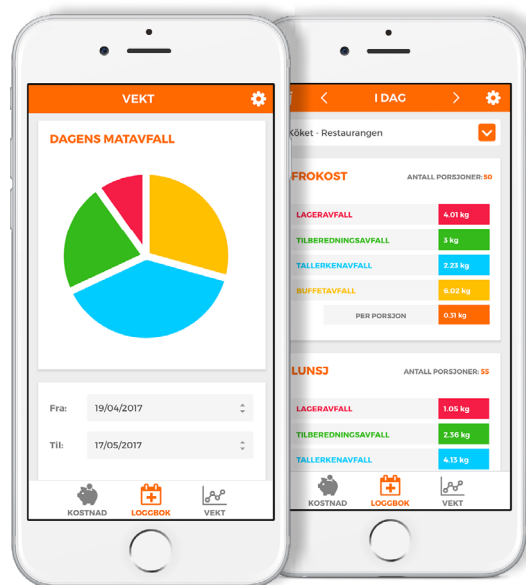 VEKT
DAGENS MATAVFALL
Fra: 19/04/2017
Til: 17/05/2017
KOSTNAD LOGGBOK VEKT
I DAG
Köket - Restaurangen
FROKOST ANTALL PORSJONER: 50
LAGERAVFALL 4.01 kg
TILBEREDNINGSAVFALL 3 kg
TALLERKENAVFALL 2.23 kg
BUFFETAVFALL 6.02 kg
PER PORSJON 0.31 kg
LUNSJ ANTALL PORSJONER: 55
LAGERAVFALL 1.05 kg
TILBEREDNINGSAVFALL 2.36 kg
TALLERKENAVFALL 4.13 kg
KOSTNAD LOGGBOK VEKT